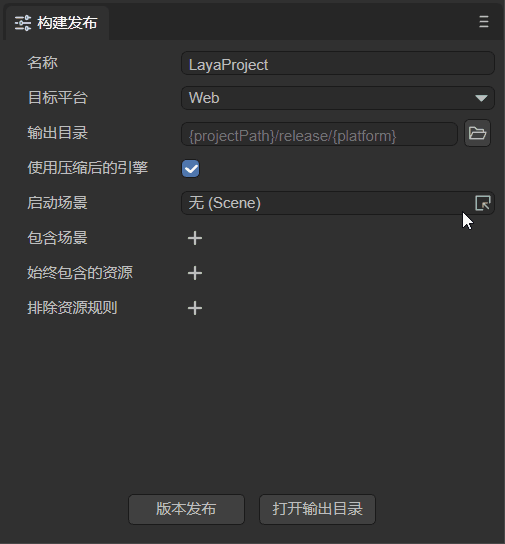 构建发布
名称 LayaProject
目标平台 Web
输出目录 {projectPath}/release/{platform}
使用压缩后的引擎
启动场景 无 (Scene)
包含场景
始终包含的资源
排除资源规则
版本发布 打开输出目录